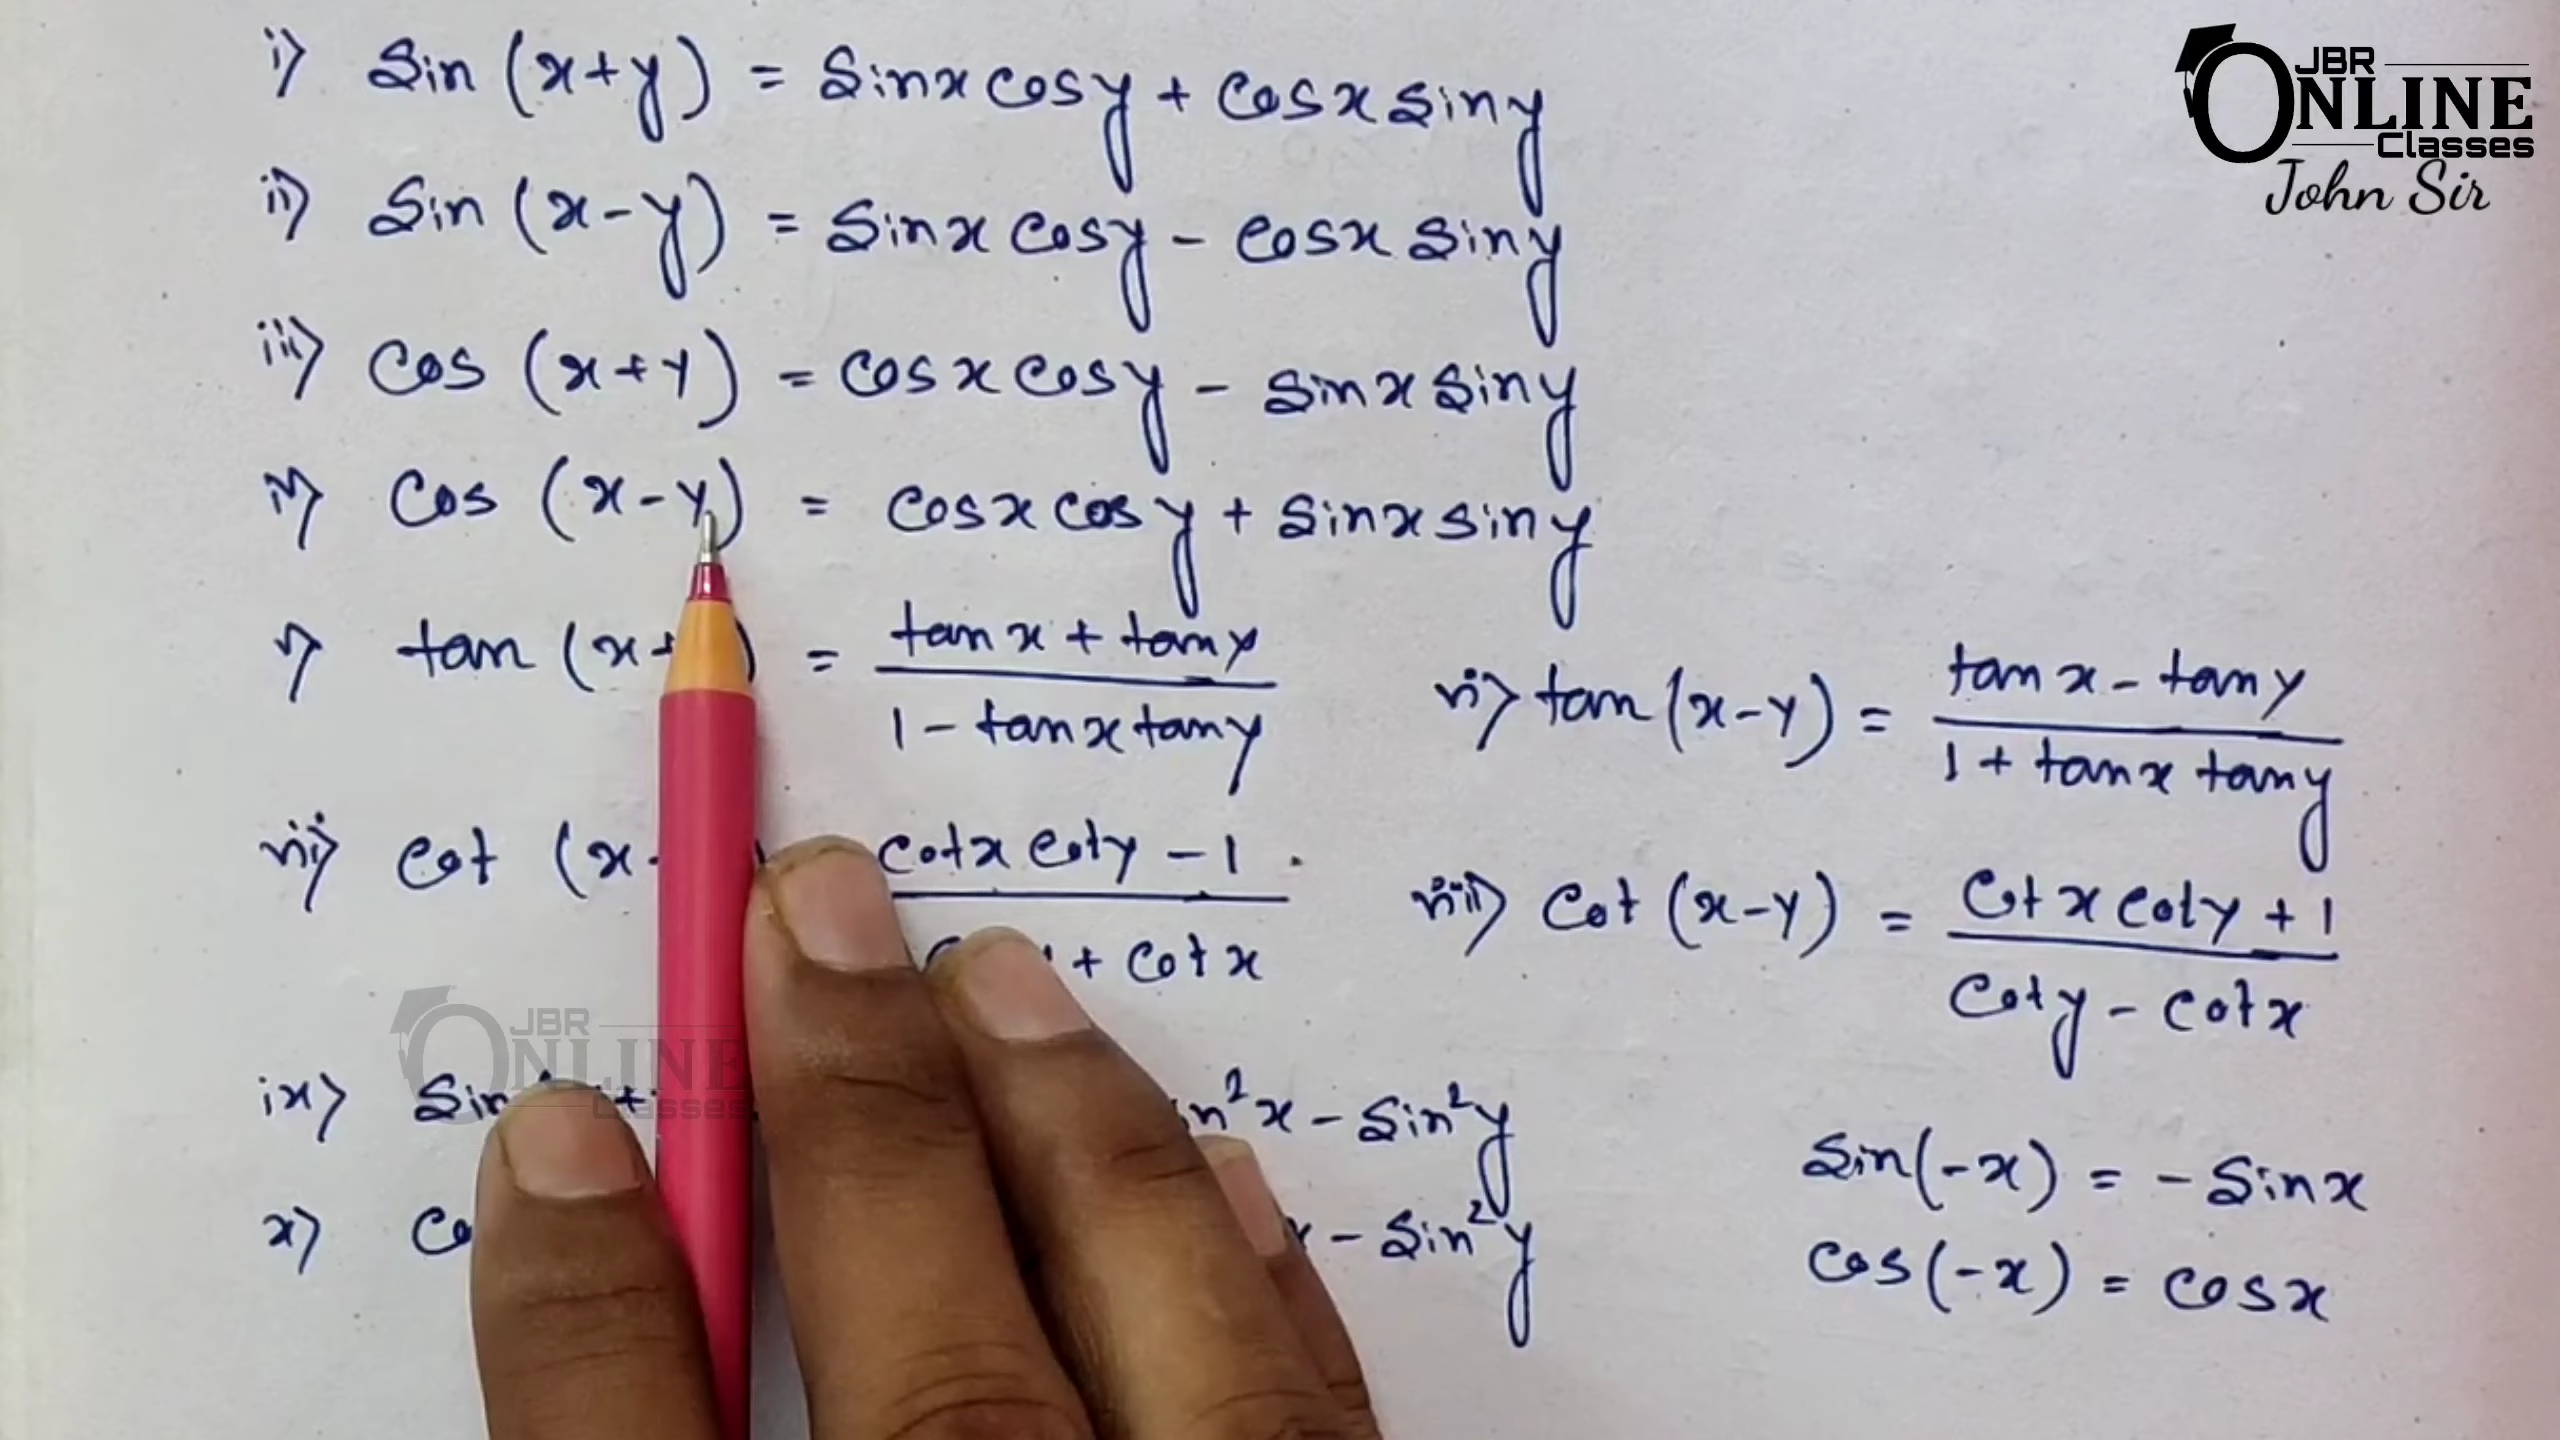 i) Sin (x+y) = Sinx cosy + cosx siny
JBR
ONLINE
Classes
John Sir
ii) Sin (x-y) = Sinx cosy - cosx siny
iii) cos (x+y) = cosx cosy - sinx siny
iv) cos (x-y) = cosx cosy + sinx siny
v) tan (x+ ) = tanx + tany
1 - tanx tany
vi) tan (x-y) = tanx - tany
1 + tanx tany
vii) cot (x cotx coty - 1
+ cotx
viii) cot (x-y) = cotx coty + 1
coty - cotx
JBR
ONLINE
Classes
ix) Sin + n²x - sin²y
x) - sin²y
sin(-x) = - sinx
cos(-x) = cosx